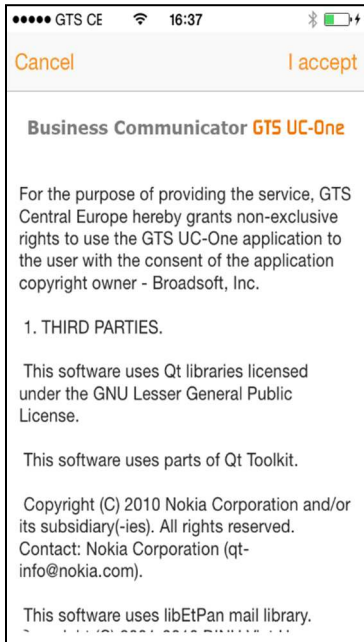 GTS CE 16:37
Cancel I accept
Business Communicator GTS UC-One
For the purpose of providing the service, GTS
Central Europe hereby grants non-exclusive
rights to use the GTS UC-One application to
the user with the consent of the application
copyright owner - Broadsoft, Inc.
1. THIRD PARTIES.
This software uses Qt libraries licensed
under the GNU Lesser General Public
License.
This software uses parts of Qt Toolkit.
Copyright (C) 2010 Nokia Corporation and/or
its subsidiary(-ies). All rights reserved.
Contact: Nokia Corporation (qt-
info@nokia.com).
This software uses libEtPan mail library.